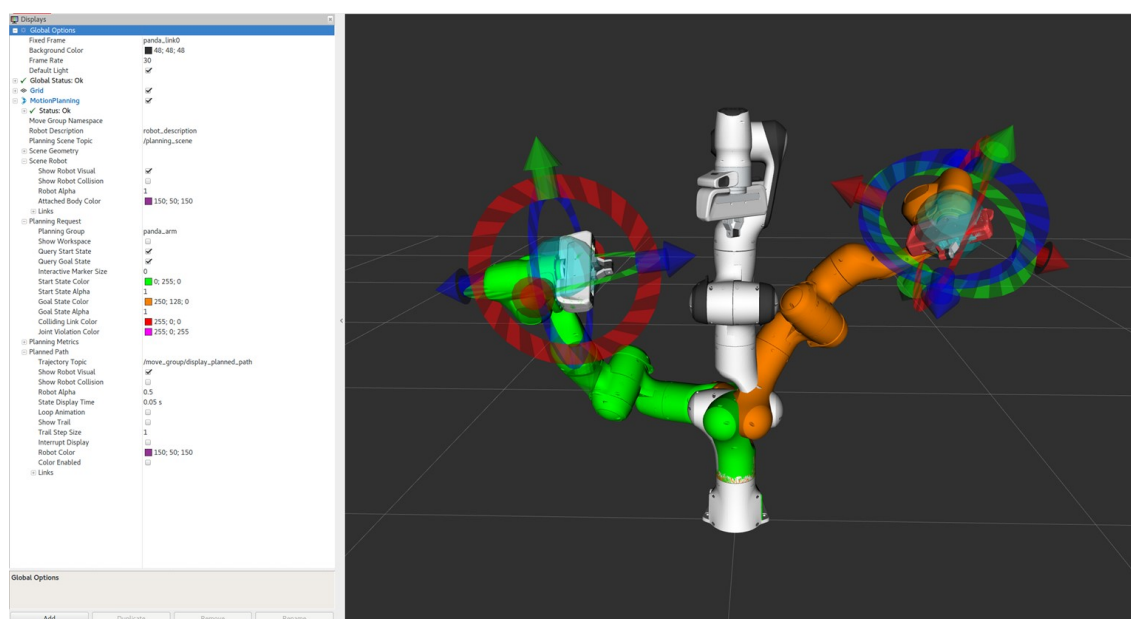 Displays
Global Options
Fixed Frame panda_link0
Background Color 48; 48; 48
Frame Rate 30
Default Light
Global Status: Ok
Grid
MotionPlanning
Status: Ok
Move Group Namespace
Robot Description robot_description
Planning Scene Topic /planning_scene
Scene Geometry
Scene Robot
Show Robot Visual
Show Robot Collision
Robot Alpha 1
Attached Body Color 150; 50; 150
Links
Planning Request
Planning Group panda_arm
Show Workspace
Query Start State
Query Goal State
Interactive Marker Size 0
Start State Color 0; 255; 0
Start State Alpha 1
Goal State Color 250; 128; 0
Goal State Alpha 1
Colliding Link Color 255; 0; 0
Joint Violation Color 255; 0; 255
Planning Metrics
Planned Path
Trajectory Topic /move_group/display_planned_path
Show Robot Visual
Show Robot Collision
Robot Alpha 0.5
State Display Time 0.05 s
Loop Animation
Show Trail
Trail Step Size 1
Interrupt Display
Robot Color 150; 50; 150
Color Enabled
Links
Global Options
Add Duplicate Remove Rename